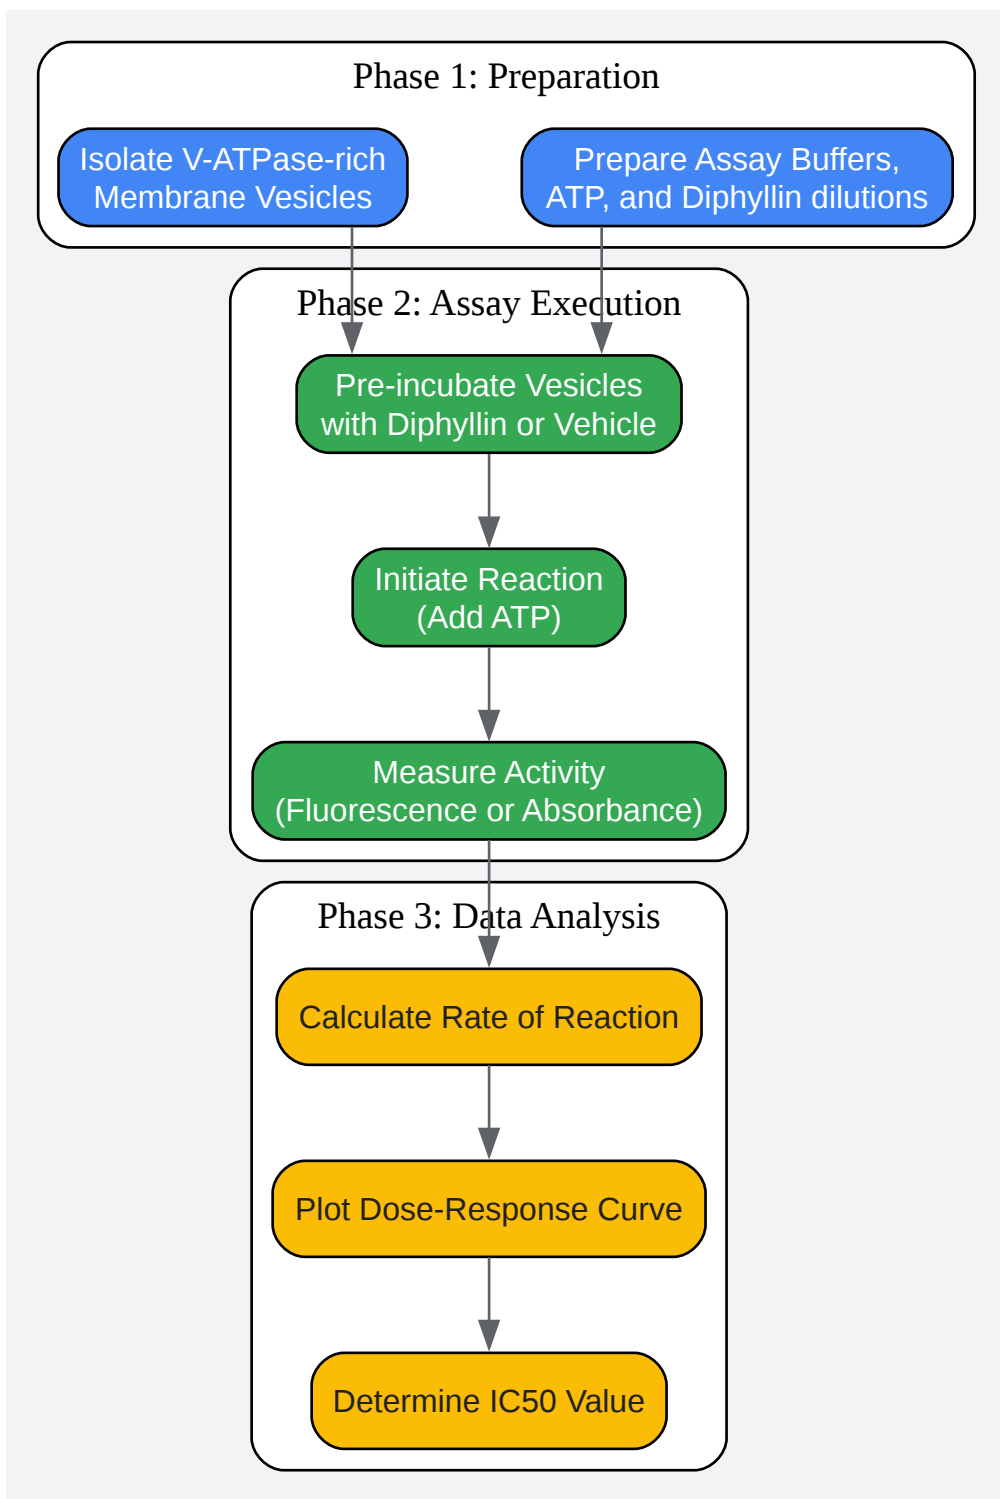 Phase 1: Preparation
Isolate V-ATPase-rich
Membrane Vesicles
Prepare Assay Buffers,
ATP, and Diphyllin dilutions
Phase 2: Assay Execution
Pre-incubate Vesicles
with Diphyllin or Vehicle
Initiate Reaction
(Add ATP)
Measure Activity
(Fluorescence or Absorbance)
Phase 3: Data Analysis
Calculate Rate of Reaction
Plot Dose-Response Curve
Determine IC50 Value